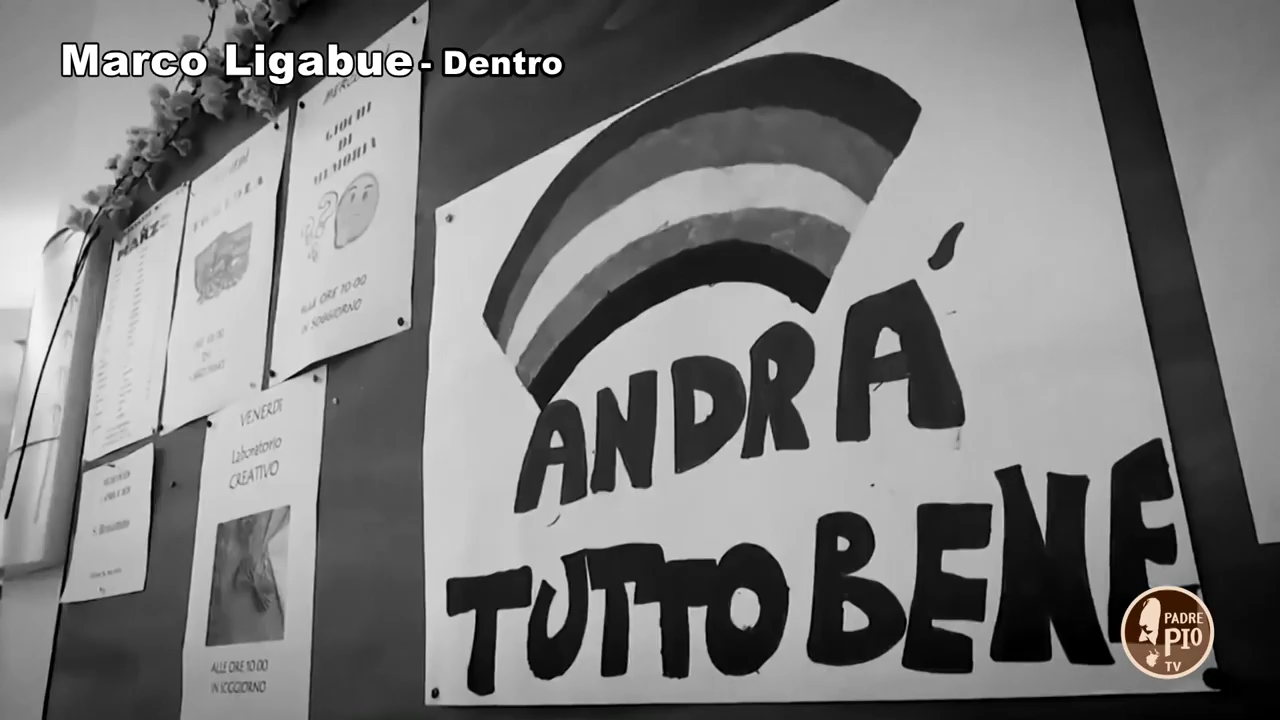 Marco Ligabue - Dentro
GIOCHI
DI
MEMORIA
ALLE ORE 10:00
IN SOGGIORNO
VENERDÌ
Laboratorio
CREATIVO
ALLE ORE 10.00
IN SOGGIORNO
ANDRÁ
TUTTO BENE
PADRE
PIO
TV